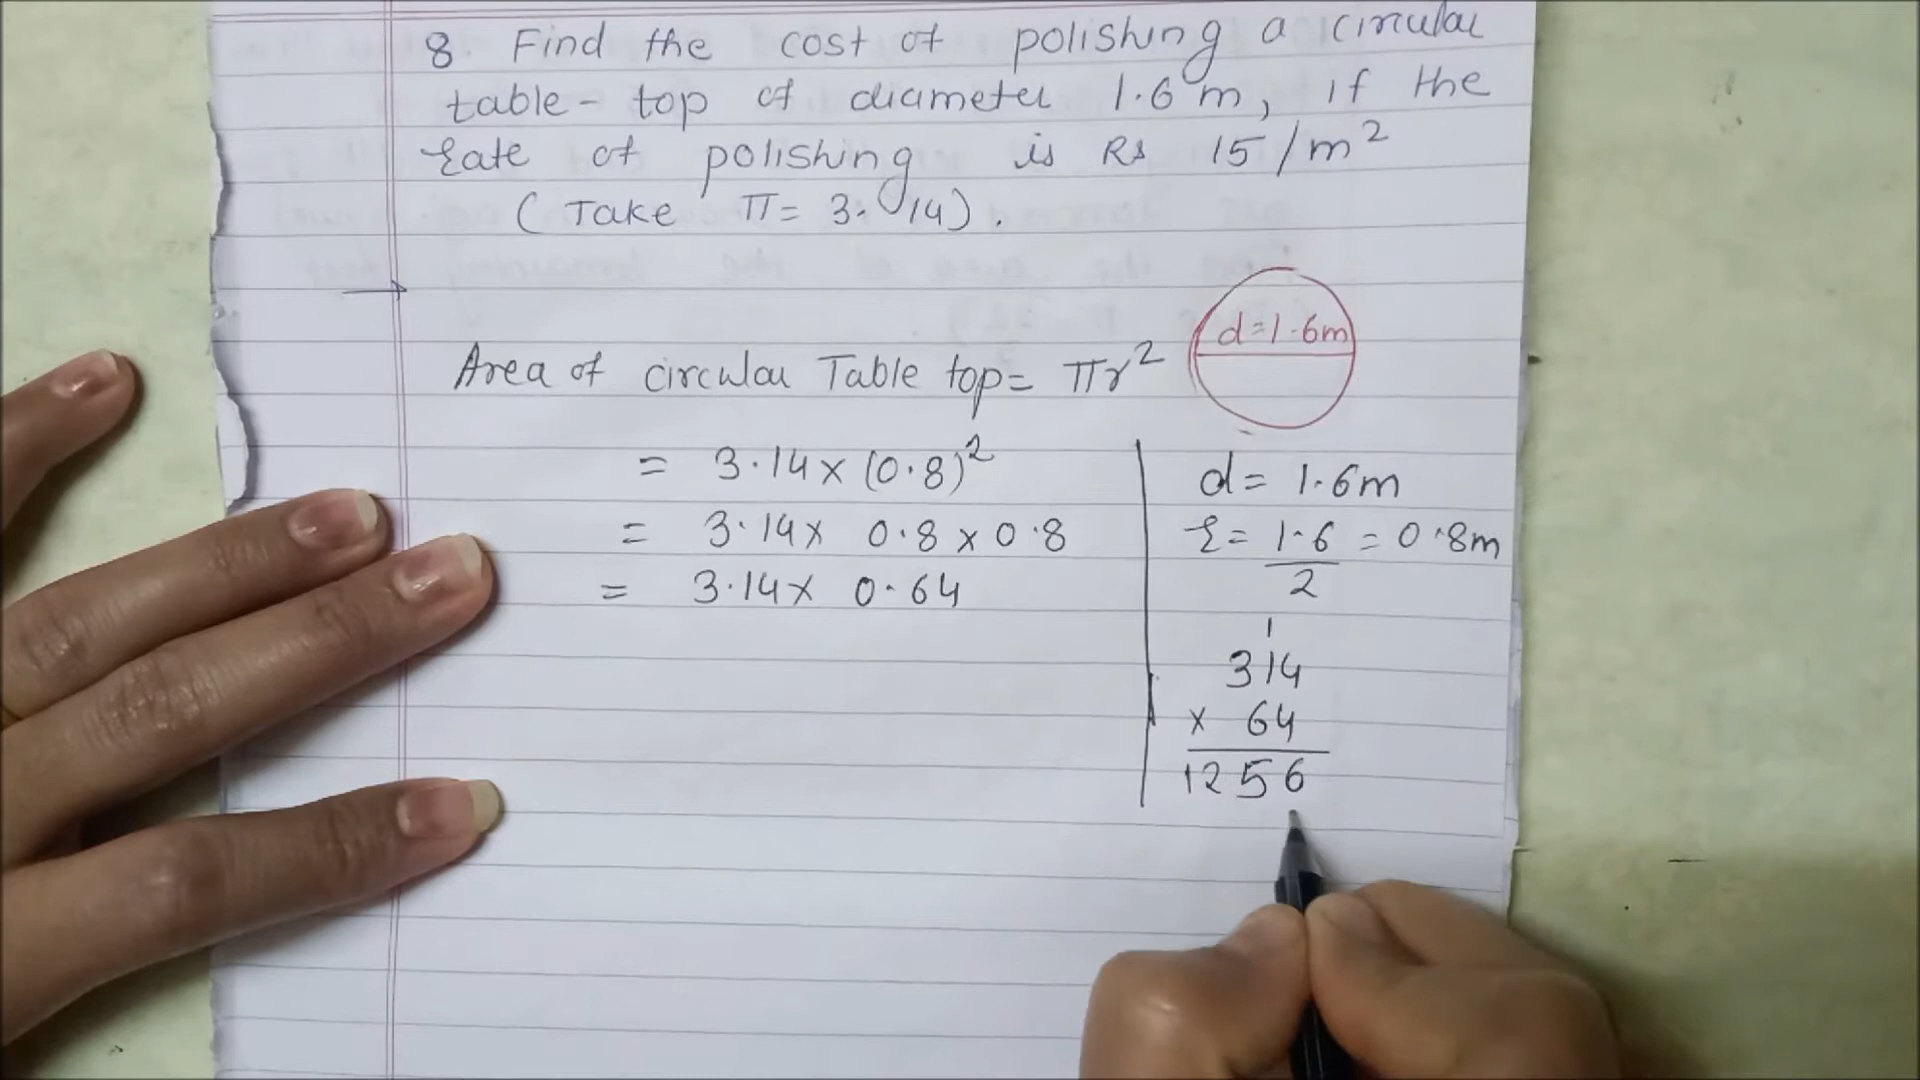 8. Find the cost of polishing a circular
table-top of diameter 1.6 m, if the
rate of polishing is Rs 15/m²
(Take π = 3.14).
d=1.6m
Area of circular Table top = πr²
= 3.14 × (0.8)²
= 3.14 × 0.8 × 0.8
= 3.14 × 0.64
d = 1.6m
r = 1.6/2 = 0.8m
1
314
× 64
1256